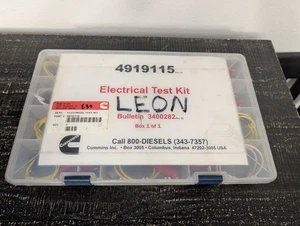 4919115
Electrical Test Kit
LEON
Bulletin 3400282
Box 1 of 1
Call 800-DIESELS (343-7357)
Cummins Inc. • Box 3005 • Columbus, Indiana 47202-3005 USA